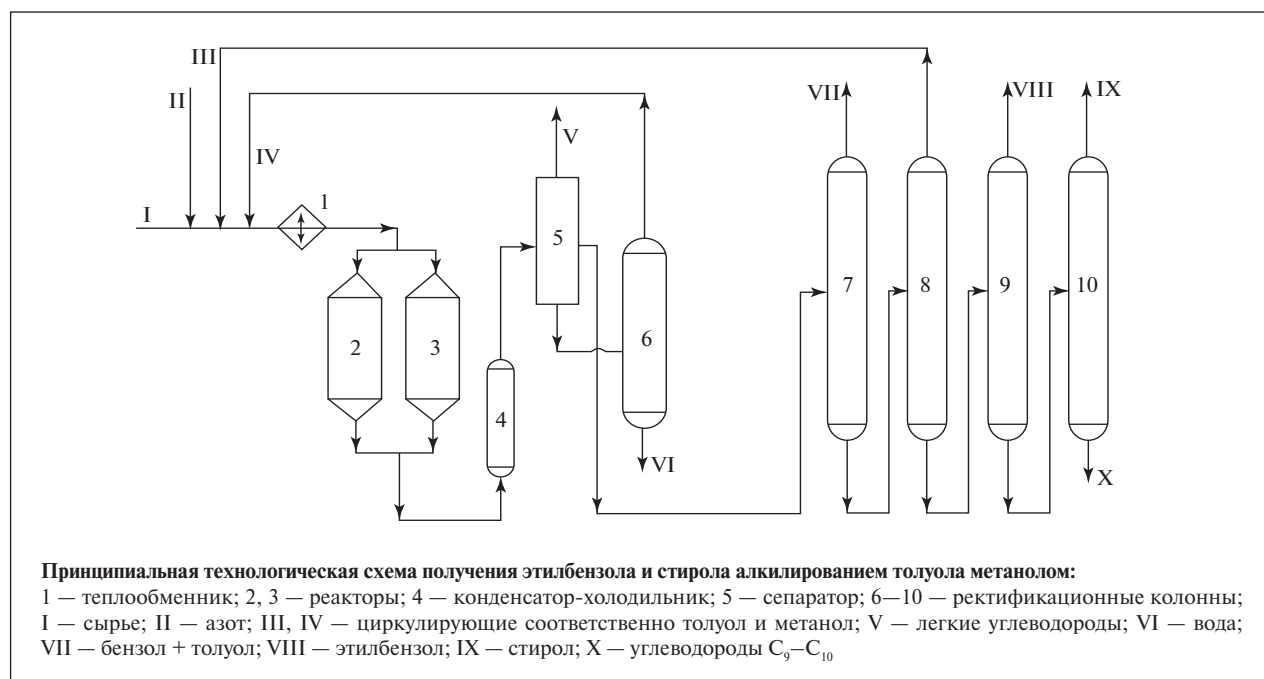 III
II
IV
I
1
2
3
4
5
V
6
VI
VII
VIII
IX
7
8
9
10
X
Принципиальная технологическая схема получения этилбензола и стирола алкилированием толуола метанолом:
1 — теплообменник; 2, 3 — реакторы; 4 — конденсатор-холодильник; 5 — сепаратор; 6—10 — ректификационные колонны;
I — сырье; II — азот; III, IV — циркулирующие соответственно толуол и метанол; V — легкие углеводороды; VI — вода;
VII — бензол + толуол; VIII — этилбензол; IX — стирол; X — углеводороды C₉–C₁₀